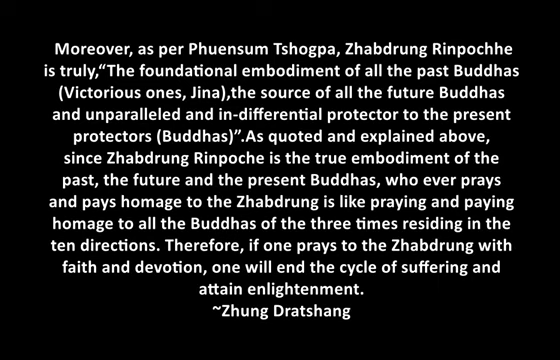 Moreover, as per Phuensum Tshogpa, Zhabdrung Rinpochhe
is truly,“The foundational embodiment of all the past Buddhas
(Victorious ones, Jina),the source of all the future Buddhas
and unparalleled and in-differential protector to the present
protectors (Buddhas)”.As quoted and explained above,
since Zhabdrung Rinpoche is the true embodiment of the
past, the future and the present Buddhas, who ever prays
and pays homage to the Zhabdrung is like praying and paying
homage to all the Buddhas of the three times residing in the
ten directions. Therefore, if one prays to the Zhabdrung with
faith and devotion, one will end the cycle of suffering and
attain enlightenment.
~Zhung Dratshang